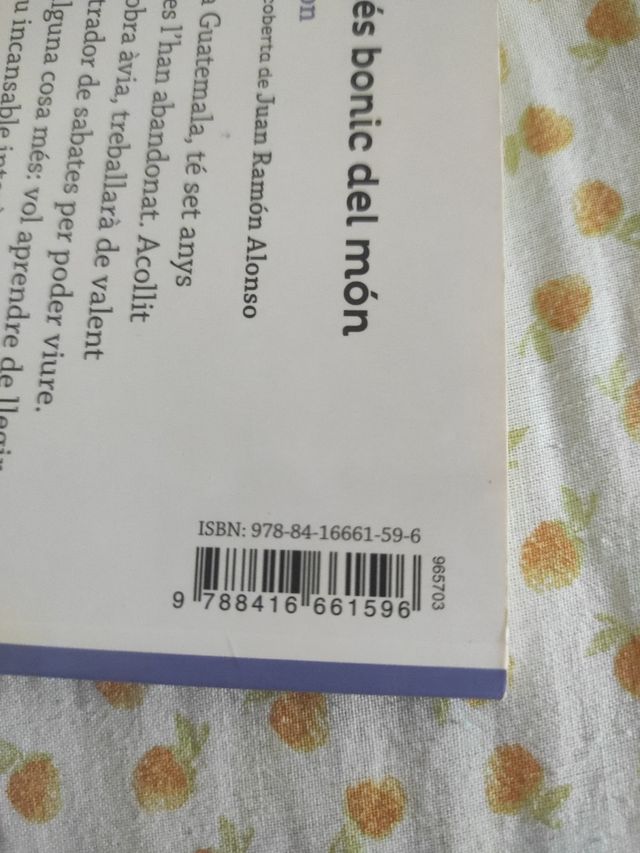 és bonic del món
on
coberta de Juan Ramón Alonso
a Guatemala, té set anys
es l'han abandonat. Acollit
obra àvia, treballarà de valent
trador de sabates per poder viure.
lguna cosa més: vol aprendre de llegir
u incansable
ISBN: 978-84-16661-59-6
9 788416 661596
965703